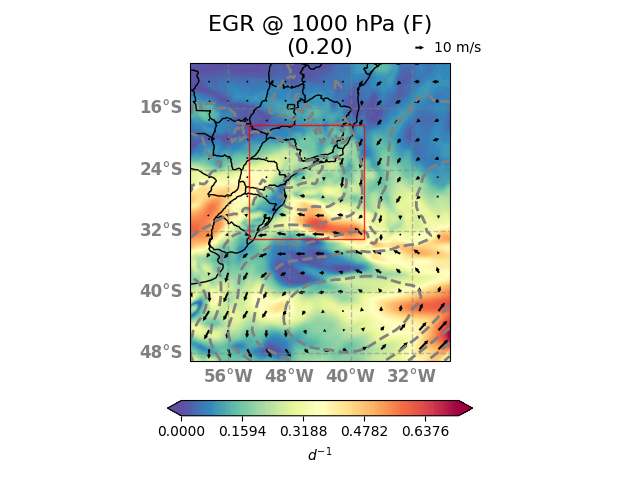 EGR @ 1000 hPa (F)
(0.20)
10 m/s
16°S
24°S
32°S
40°S
48°S
56°W 48°W 40°W 32°W
0.0000 0.1594 0.3188 0.4782 0.6376
d⁻¹